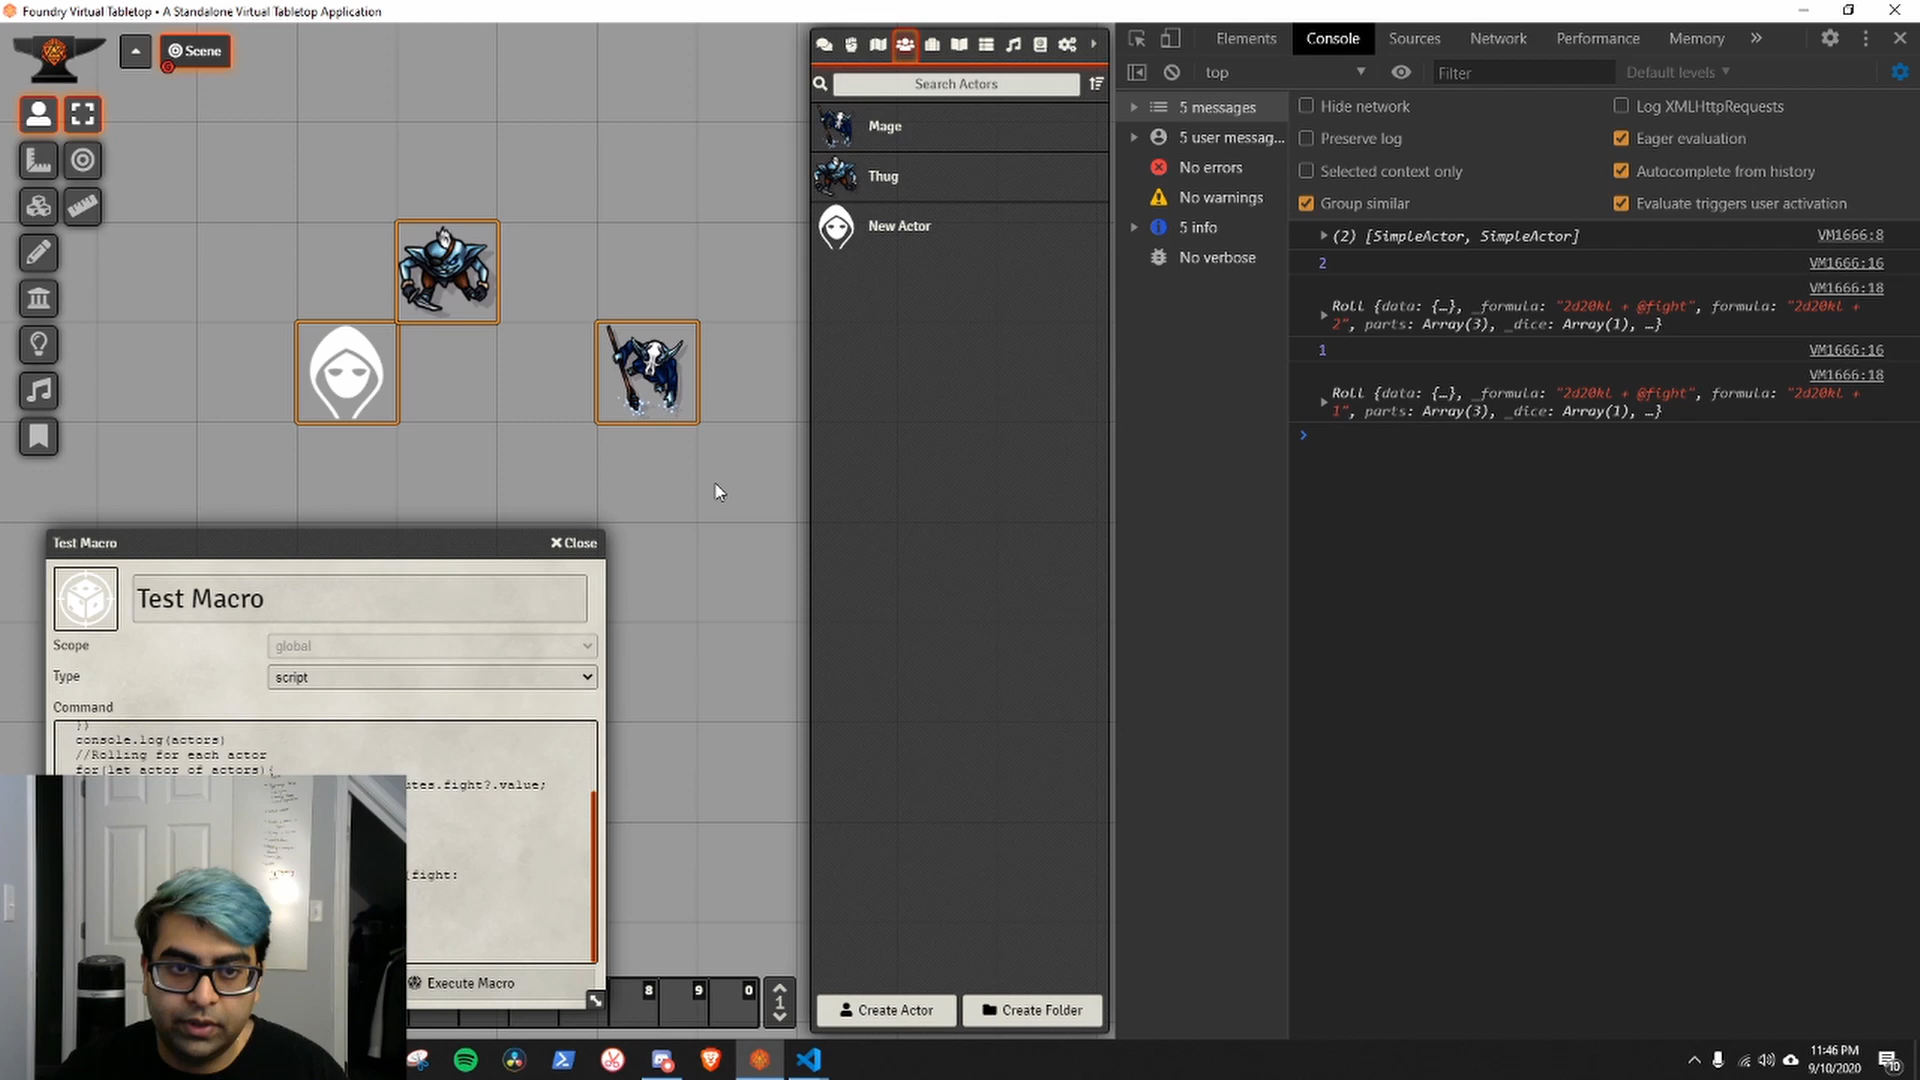 Foundry Virtual Tabletop • A Standalone Virtual Tabletop Application
Scene
G
Search Actors
Mage
Thug
New Actor
Create Actor
Create Folder
Test Macro
Close
Test Macro
Scope
global
Type
script
Command
})
console.log(actors)
//Rolling for each actor
for(let actor of actors){
utes.fight?.value;
{fight:
Execute Macro
8
9
0
1
Elements
Console
Sources
Network
Performance
Memory
top
Filter
Default levels
5 messages
5 user messag...
No errors
No warnings
5 info
No verbose
Hide network
Log XMLHttpRequests
Preserve log
Eager evaluation
Selected context only
Autocomplete from history
Group similar
Evaluate triggers user activation
(2) [SimpleActor, SimpleActor]
VM1666:8
2
VM1666:16
VM1666:18
Roll {data: {…}, _formula: "2d20kl + @fight", formula: "2d20kl +
2", parts: Array(3), _dice: Array(1), …}
1
VM1666:16
VM1666:18
Roll {data: {…}, _formula: "2d20kl + @fight", formula: "2d20kl +
1", parts: Array(3), _dice: Array(1), …}
11:46 PM
9/10/2020
10